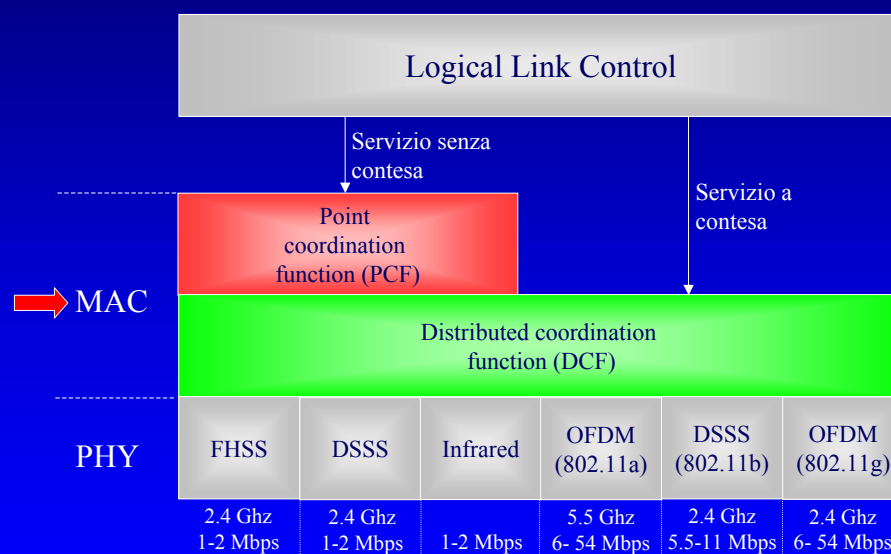 Logical Link Control
Servizio senza
contesa
Servizio a
contesa
Point
coordination
function (PCF)
MAC
Distributed coordination
function (DCF)
PHY
FHSS
DSSS
Infrared
OFDM
(802.11a)
DSSS
(802.11b)
OFDM
(802.11g)
2.4 Ghz
1-2 Mbps
2.4 Ghz
1-2 Mbps
1-2 Mbps
5.5 Ghz
6- 54 Mbps
2.4 Ghz
5.5-11 Mbps
2.4 Ghz
6- 54 Mbps